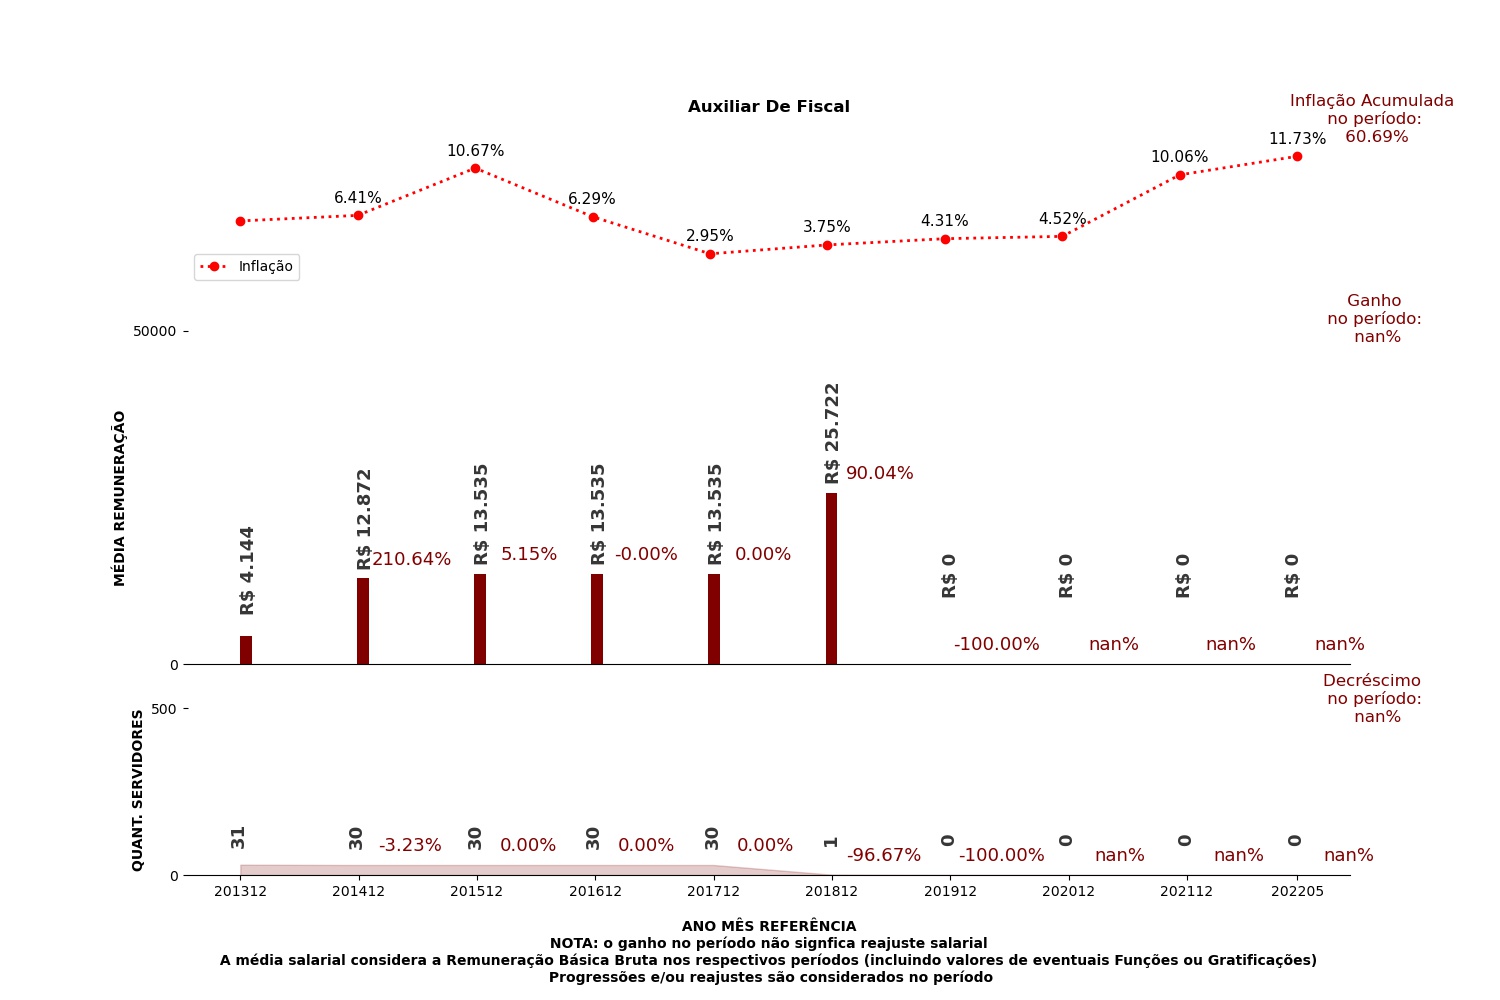 Auxiliar De Fiscal
Inflação Acumulada
no período:
60.69%
6.41%
10.67%
6.29%
2.95%
3.75%
4.31%
4.52%
10.06%
11.73%
Inflação
Ganho
no período:
nan%
MÉDIA REMUNERAÇÃO
50000
0
R$ 4.144
R$ 12.872
R$ 13.535
R$ 13.535
R$ 13.535
R$ 25.722
R$ 0
R$ 0
R$ 0
R$ 0
210.64%
5.15%
-0.00%
0.00%
90.04%
-100.00%
nan%
nan%
nan%
Decréscimo
no período:
nan%
QUANT. SERVIDORES
500
0
31
30
30
30
30
1
0
0
0
0
-3.23%
0.00%
0.00%
0.00%
-96.67%
-100.00%
nan%
nan%
nan%
201312
201412
201512
201612
201712
201812
201912
202012
202112
202205
ANO MÊS REFERÊNCIA
NOTA: o ganho no período não signfica reajuste salarial
A média salarial considera a Remuneração Básica Bruta nos respectivos períodos (incluindo valores de eventuais Funções ou Gratificações)
Progressões e/ou reajustes são considerados no período